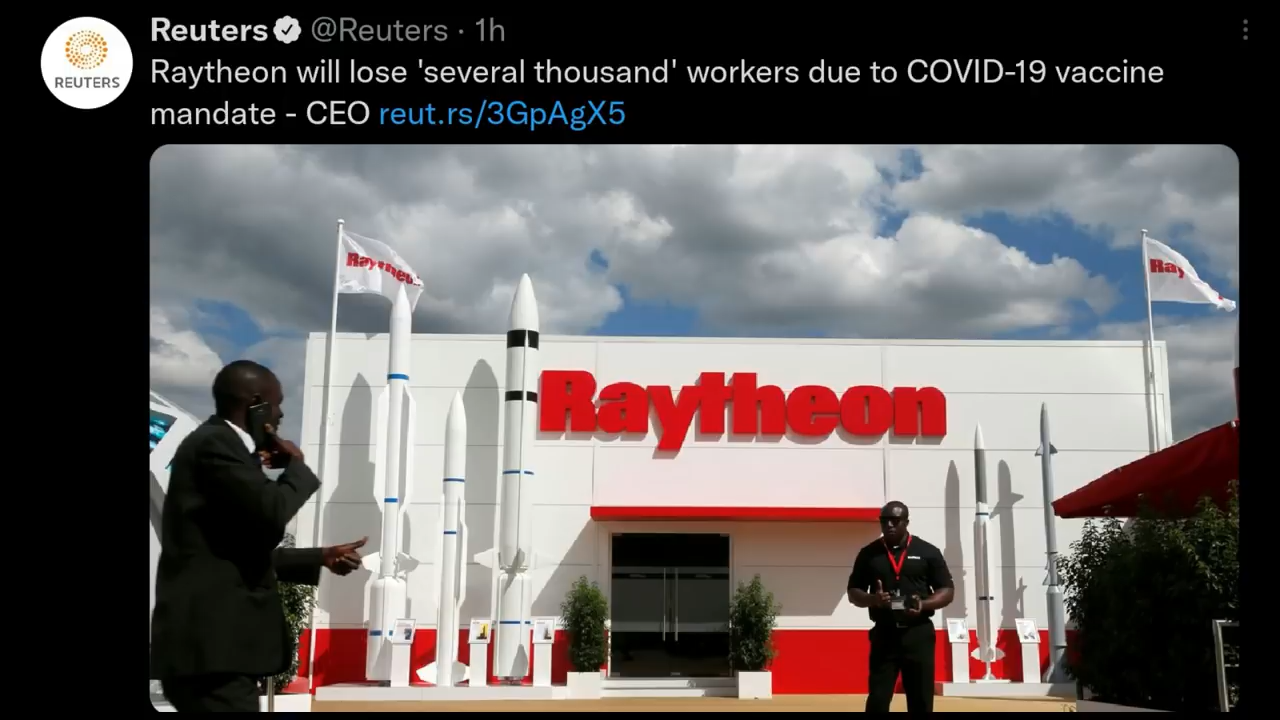 Reuters @Reuters · 1h
REUTERS
Raytheon will lose 'several thousand' workers due to COVID-19 vaccine
mandate - CEO reut.rs/3GpAgX5
Raytheon
Ray
Raytheon